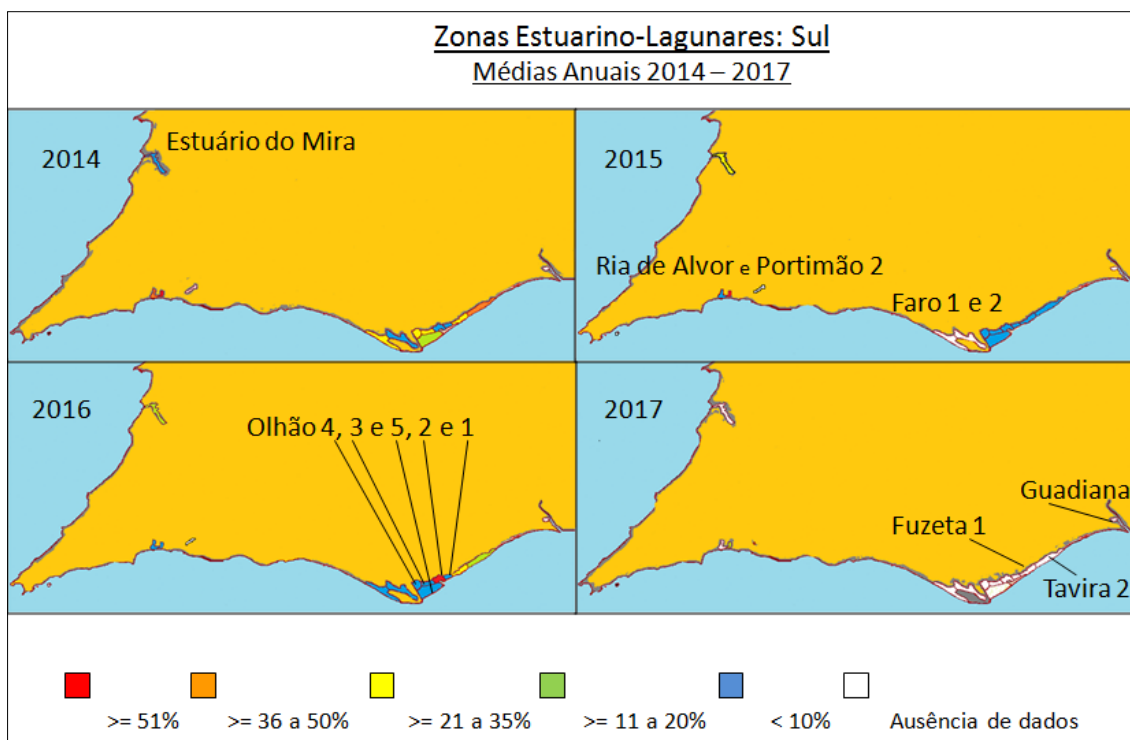 Zonas Estuarino-Lagunares: Sul
Médias Anuais 2014 – 2017
2014
Estuário do Mira
2015
Ria de Alvor e Portimão 2
Faro 1 e 2
2016
Olhão 4, 3 e 5, 2 e 1
2017
Guadiana
Fuzeta 1
Tavira 2
>= 51%
>= 36 a 50%
>= 21 a 35%
>= 11 a 20%
< 10%
Ausência de dados